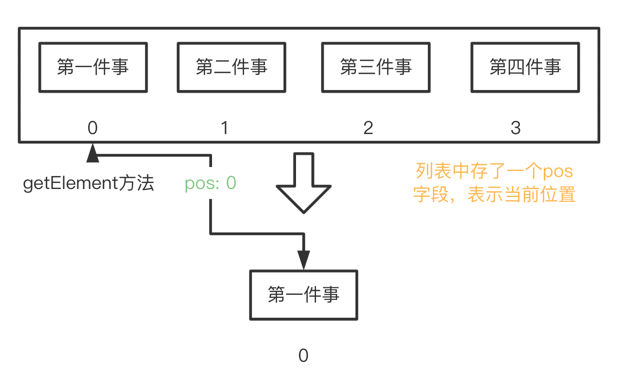 第一件事
第二件事
第三件事
第四件事
0
1
2
3
getElement方法
pos: 0
列表中存了一个pos
字段，表示当前位置
第一件事
0